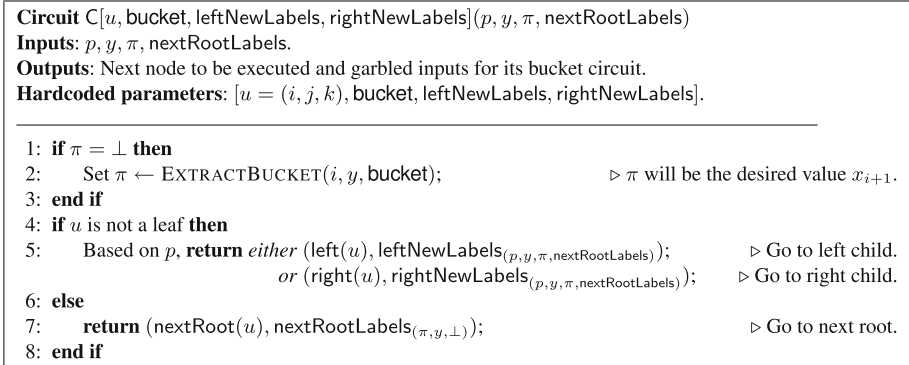 Circuit C[u, bucket, leftNewLabels, rightNewLabels](p, y, π, nextRootLabels)
Inputs: p, y, π, nextRootLabels.
Outputs: Next node to be executed and garbled inputs for its bucket circuit.
Hardcoded parameters: [u = (i, j, k), bucket, leftNewLabels, rightNewLabels].
1: if π = ⊥ then
2: Set π ← EXTRACTBUCKET(i, y, bucket); ▷ π will be the desired value x_{i+1}.
3: end if
4: if u is not a leaf then
5: Based on p, return either (left(u), leftNewLabels_{(p,y,π,nextRootLabels)}); ▷ Go to left child.
or (right(u), rightNewLabels_{(p,y,π,nextRootLabels)}); ▷ Go to right child.
6: else
7: return (nextRoot(u), nextRootLabels_{(π,y,⊥)}); ▷ Go to next root.
8: end if